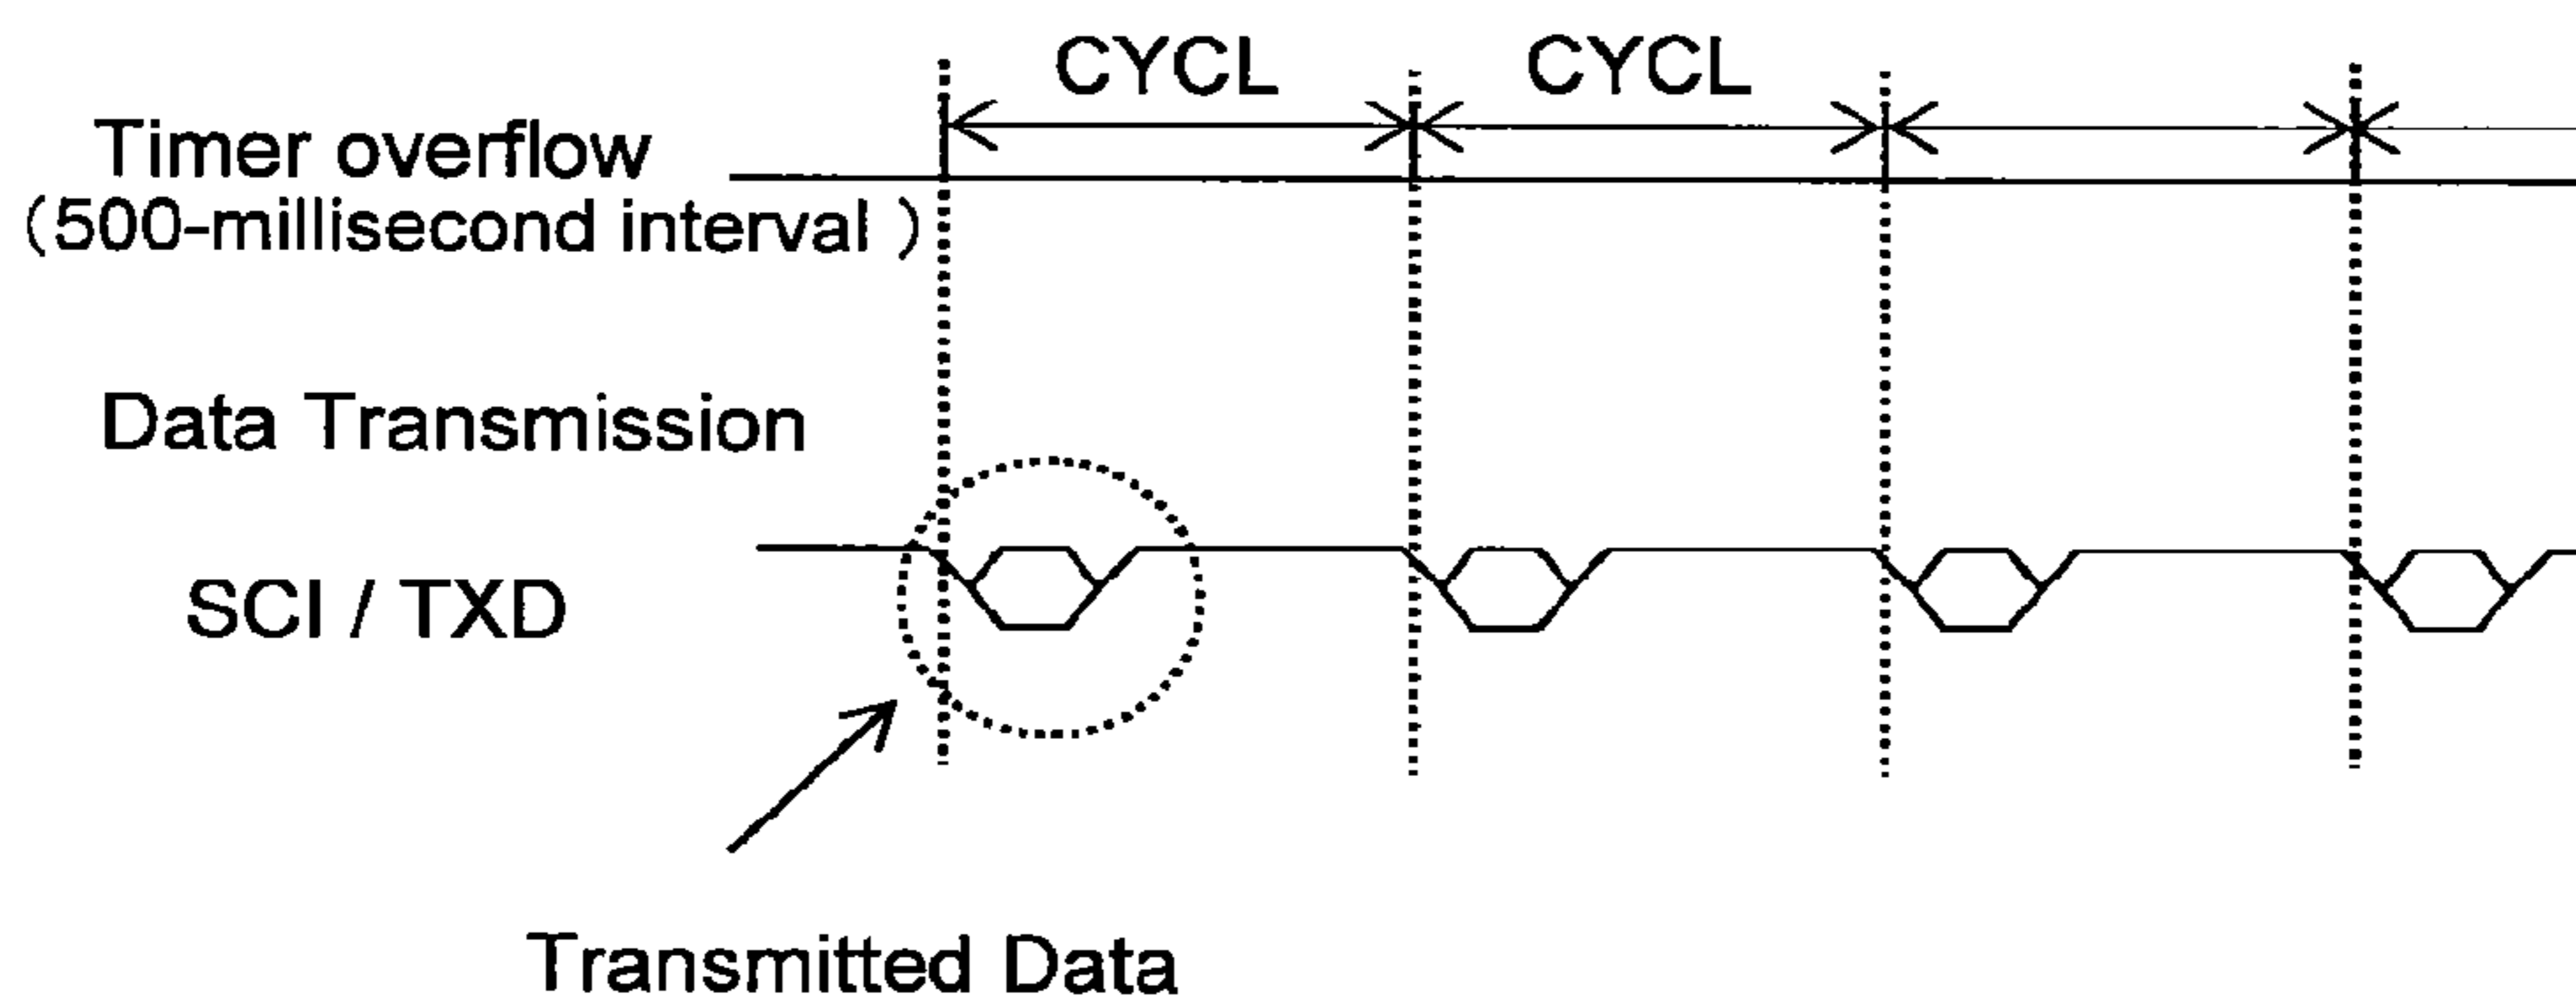 CYCL CYCL
Timer overflow
(500-millisecond interval )
Data Transmission
SCI / TXD
Transmitted Data